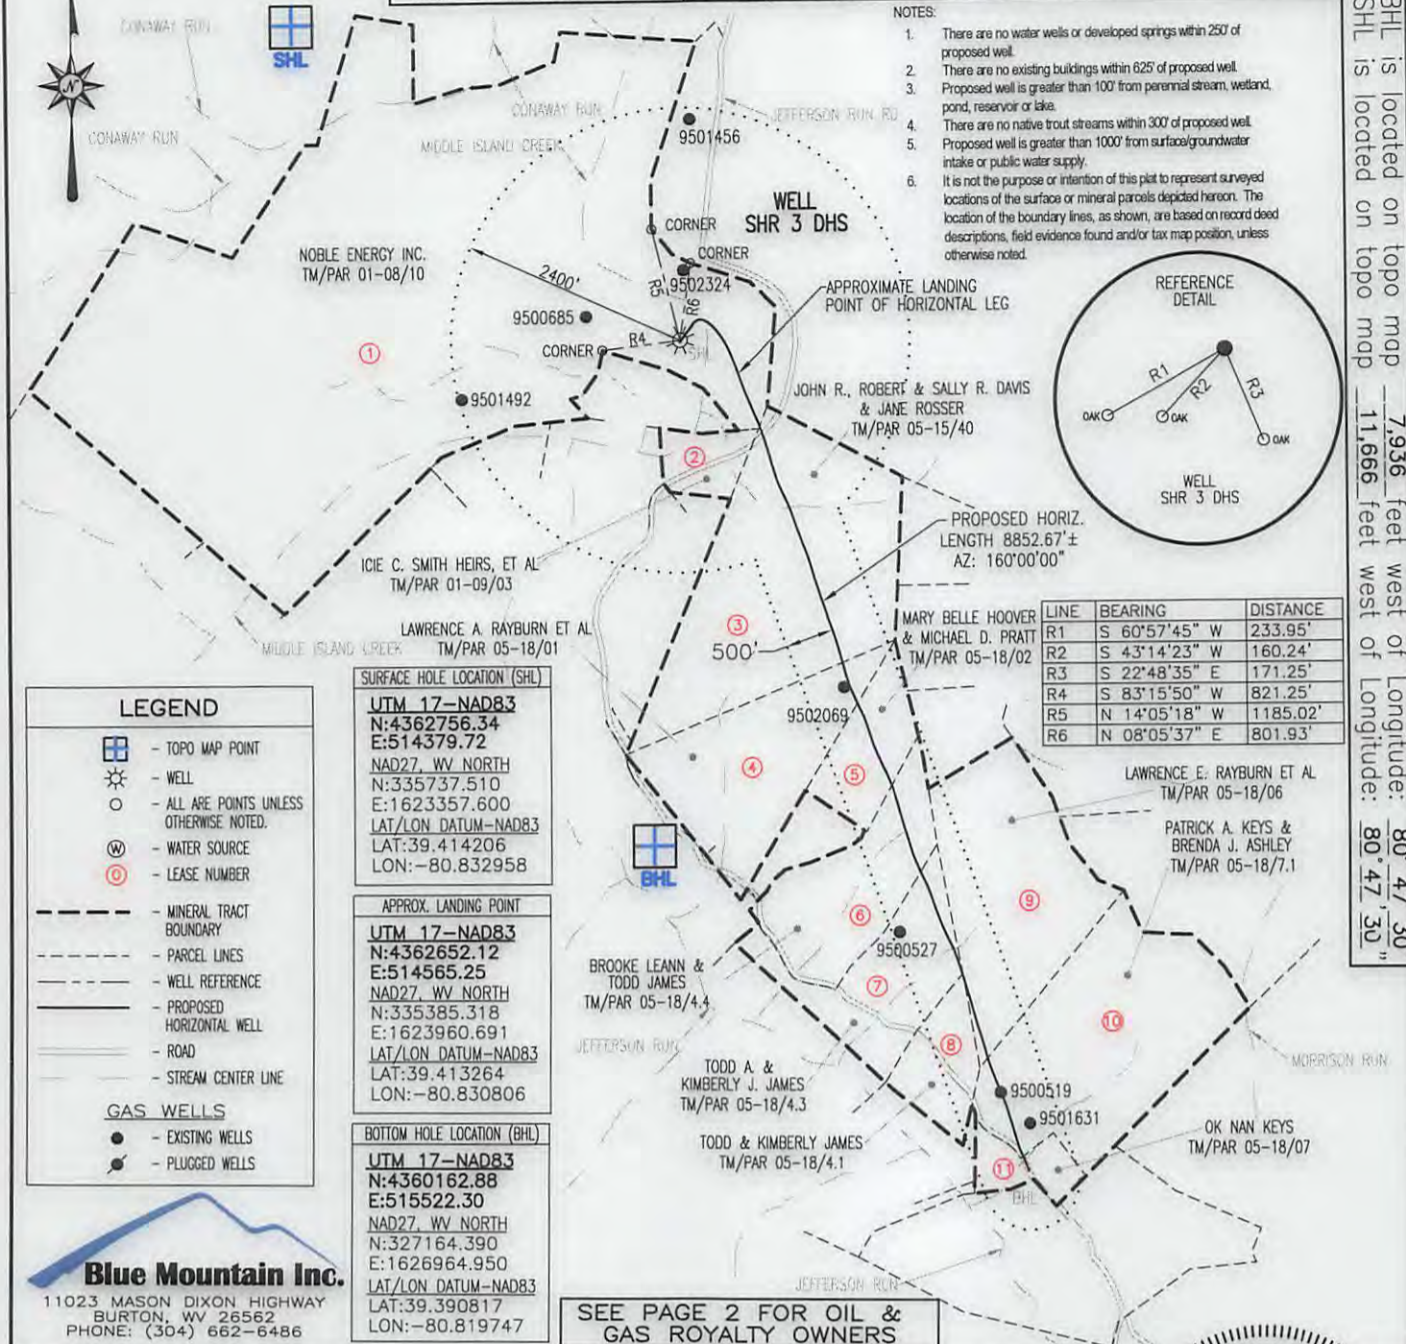 CONAWAY RUN
SHL
CONAWAY RUN
CONAWAY RUN
MIDDLE ISLAND CREEK
JEFFERSON RUN RD
9501456
NOTES:
1. There are no water wells or developed springs within 250' of
proposed well.
2. There are no existing buildings within 625' of proposed well.
3. Proposed well is greater than 100' from perennial stream, wetland,
pond, reservoir or lake.
4. There are no native trout streams within 300' of proposed well.
5. Proposed well is greater than 1000' from surface/groundwater
intake or public water supply.
6. It is not the purpose or intention of this plat to represent surveyed
locations of the surface or mineral parcels depicted hereon. The
location of the boundary lines, as shown, are based on record deed
descriptions, field evidence found and/or tax map position, unless
otherwise noted.
BHL is located on topo map 7,936 feet west of Longitude: 80° 47' 30"
SHL is located on topo map 11,666 feet west of Longitude: 80° 47' 30"
N
WELL
SHR 3 DHS
CORNER
CORNER
NOBLE ENERGY INC.
TM/PAR 01-08/10
2400'
R5
R6
9502324
9500685
R4
CORNER
SHL
APPROXIMATE LANDING
POINT OF HORIZONTAL LEG
REFERENCE
DETAIL
R1
R2
R3
OAK
OAK
OAK
WELL
SHR 3 DHS
1
9501492
JOHN R., ROBERT & SALLY R. DAVIS
& JANE ROSSER
TM/PAR 05-15/40
2
PROPOSED HORIZ.
LENGTH 8852.67'±
AZ: 160°00'00"
ICIE C. SMITH HEIRS, ET AL
TM/PAR 01-09/03
LAWRENCE A. RAYBURN ET AL
TM/PAR 05-18/01
MIDDLE ISLAND CREEK
3
500'
MARY BELLE HOOVER
& MICHAEL D. PRATT
TM/PAR 05-18/02
LINE BEARING DISTANCE
R1 S 60°57'45" W 233.95'
R2 S 43°14'23" W 160.24'
R3 S 22°48'35" E 171.25'
R4 S 83°15'50" W 821.25'
R5 N 14°05'18" W 1185.02'
R6 N 08°05'37" E 801.93'
9502069
4
5
LAWRENCE E. RAYBURN ET AL
TM/PAR 05-18/06
PATRICK A. KEYS &
BRENDA J. ASHLEY
TM/PAR 05-18/7.1
BHL
6
9500527
9
7
BROOKE LEANN &
TODD JAMES
TM/PAR 05-18/4.4
JEFFERSON RUN
8
10
MORRISON RUN
TODD A. &
KIMBERLY J. JAMES
TM/PAR 05-18/4.3
9500519
9501631
TODD & KIMBERLY JAMES
TM/PAR 05-18/4.1
OK NAN KEYS
TM/PAR 05-18/07
11
BHL
JEFFERSON RUN
LEGEND
- TOPO MAP POINT
- WELL
- ALL ARE POINTS UNLESS
OTHERWISE NOTED.
W - WATER SOURCE
0 - LEASE NUMBER
- MINERAL TRACT
BOUNDARY
- PARCEL LINES
- WELL REFERENCE
- PROPOSED
HORIZONTAL WELL
- ROAD
- STREAM CENTER LINE
GAS WELLS
- EXISTING WELLS
- PLUGGED WELLS
SURFACE HOLE LOCATION (SHL)
UTM 17-NAD83
N:4362756.34
E:514379.72
NAD27, WV NORTH
N:335737.510
E:1623357.600
LAT/LON DATUM-NAD83
LAT:39.414206
LON:-80.832958
APPROX. LANDING POINT
UTM 17-NAD83
N:4362652.12
E:514565.25
NAD27, WV NORTH
N:335385.318
E:1623960.691
LAT/LON DATUM-NAD83
LAT:39.413264
LON:-80.830806
BOTTOM HOLE LOCATION (BHL)
UTM 17-NAD83
N:4360162.88
E:515522.30
NAD27, WV NORTH
N:327164.390
E:1626964.950
LAT/LON DATUM-NAD83
LAT:39.390817
LON:-80.819747
Blue Mountain Inc.
11023 MASON DIXON HIGHWAY
BURTON, WV 26562
PHONE: (304) 662-6486
SEE PAGE 2 FOR OIL &
GAS ROYALTY OWNERS